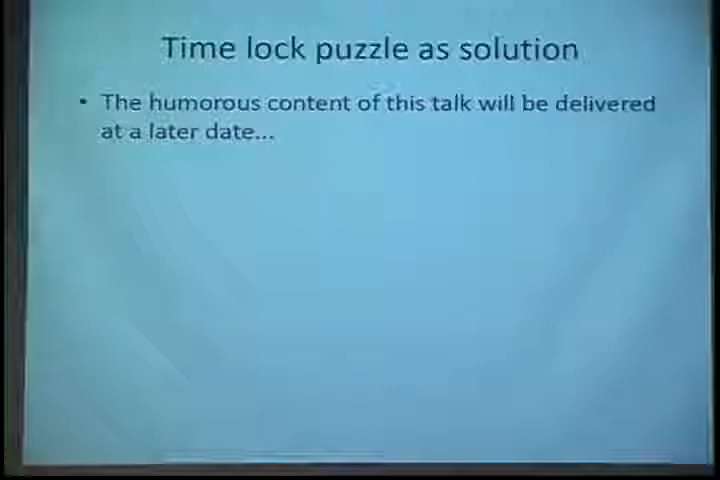 Time lock puzzle as solution
• The humorous content of this talk will be delivered
at a later date...